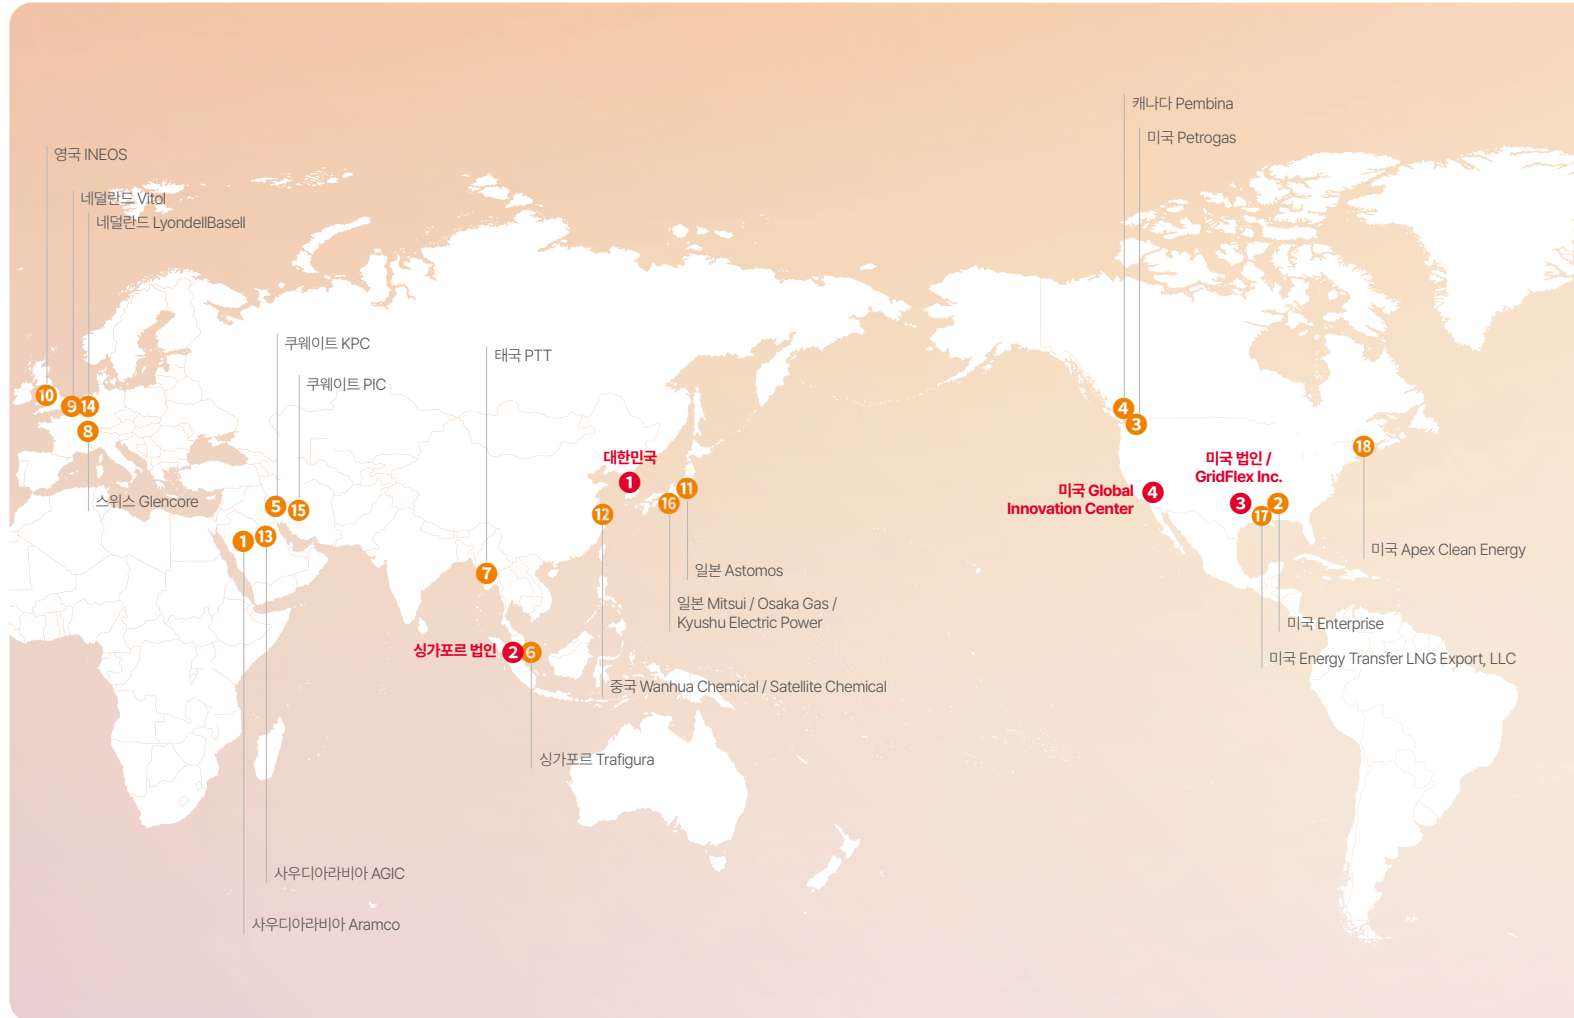 캐나다 Pembina
미국 Petrogas
영국 INEOS
네덜란드 Vitol
네덜란드 LyondellBasell
쿠웨이트 KPC
태국 PTT
쿠웨이트 PIC
10
9
14
8
4
3
18
대한민국
1
미국 법인 /
GridFlex Inc.
미국 Global
Innovation Center
4
3
17
2
스위스 Glencore
5
15
11
16
12
1
13
미국 Apex Clean Energy
7
일본 Astomos
일본 Mitsui / Osaka Gas /
Kyushu Electric Power
미국 Enterprise
싱가포르 법인
2
6
미국 Energy Transfer LNG Export, LLC
중국 Wanhua Chemical / Satellite Chemical
싱가포르 Trafigura
사우디아라비아 AGIC
사우디아라비아 Aramco